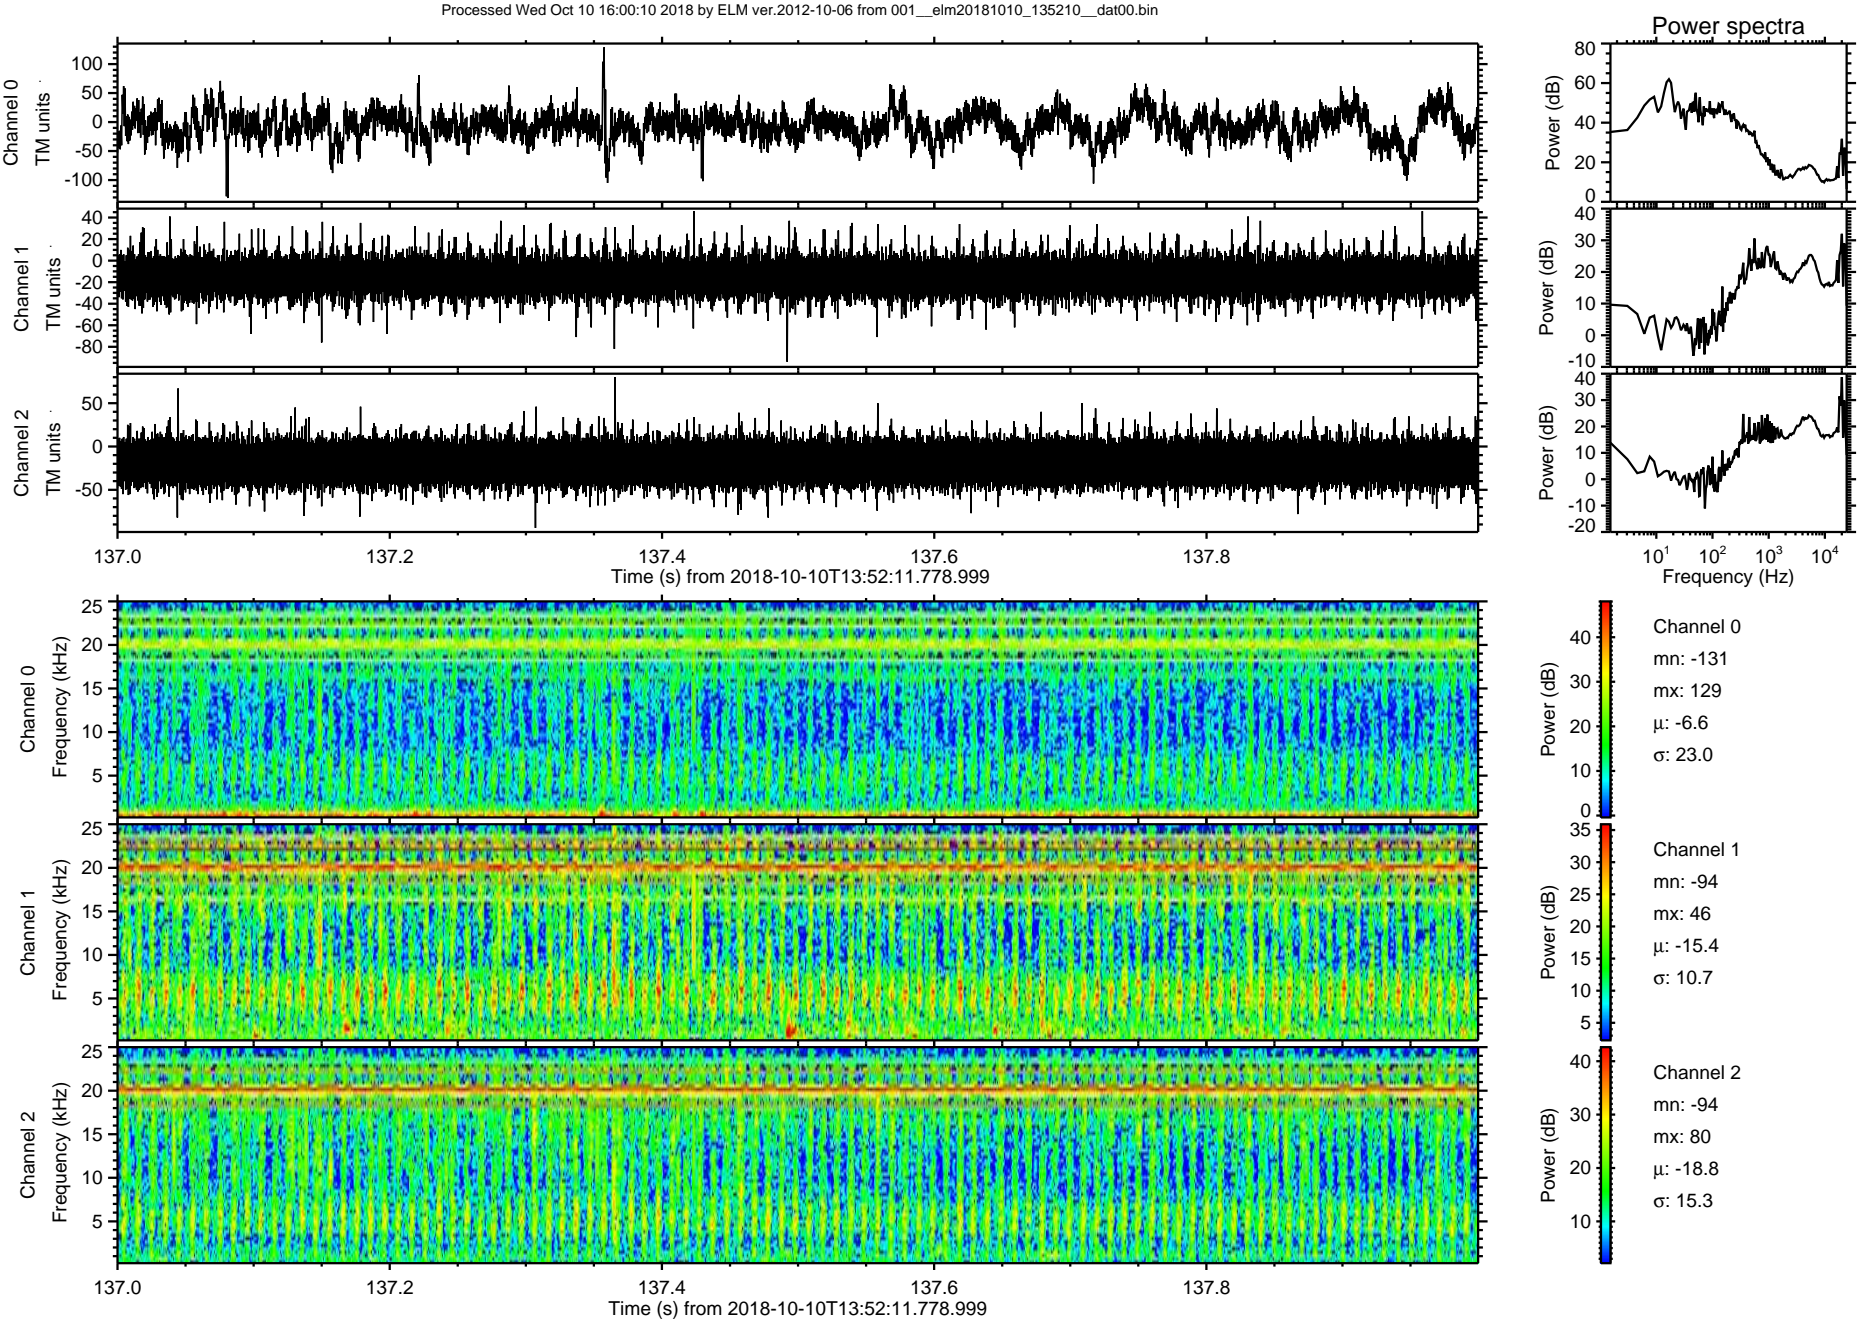 Processed Wed Oct 10 16:00:10 2018 by ELM ver.2012-10-06 from 001__elm20181010_135210__dat00.bin
Power spectra
Channel 0
TM units
100
50
0
-50
-100
Power (dB)
80
60
40
20
0
Channel 1
TM units
40
20
0
-20
-40
-60
-80
Power (dB)
40
30
20
10
0
-10
Channel 2
TM units
50
0
-50
Power (dB)
40
30
20
10
0
-10
-20
137.0 137.2 137.4 137.6 137.8
Time (s) from 2018-10-10T13:52:11.778.999
10¹ 10² 10³ 10⁴
Frequency (Hz)
Channel 0
Frequency (kHz)
25
20
15
10
5
Power (dB)
40
30
20
10
0
Channel 0
mn: -131
mx: 129
μ: -6.6
σ: 23.0
Channel 1
Frequency (kHz)
25
20
15
10
5
Power (dB)
35
30
25
20
15
10
5
Channel 1
mn: -94
mx: 46
μ: -15.4
σ: 10.7
Channel 2
Frequency (kHz)
25
20
15
10
5
Power (dB)
40
30
20
10
Channel 2
mn: -94
mx: 80
μ: -18.8
σ: 15.3
137.0 137.2 137.4 137.6 137.8
Time (s) from 2018-10-10T13:52:11.778.999